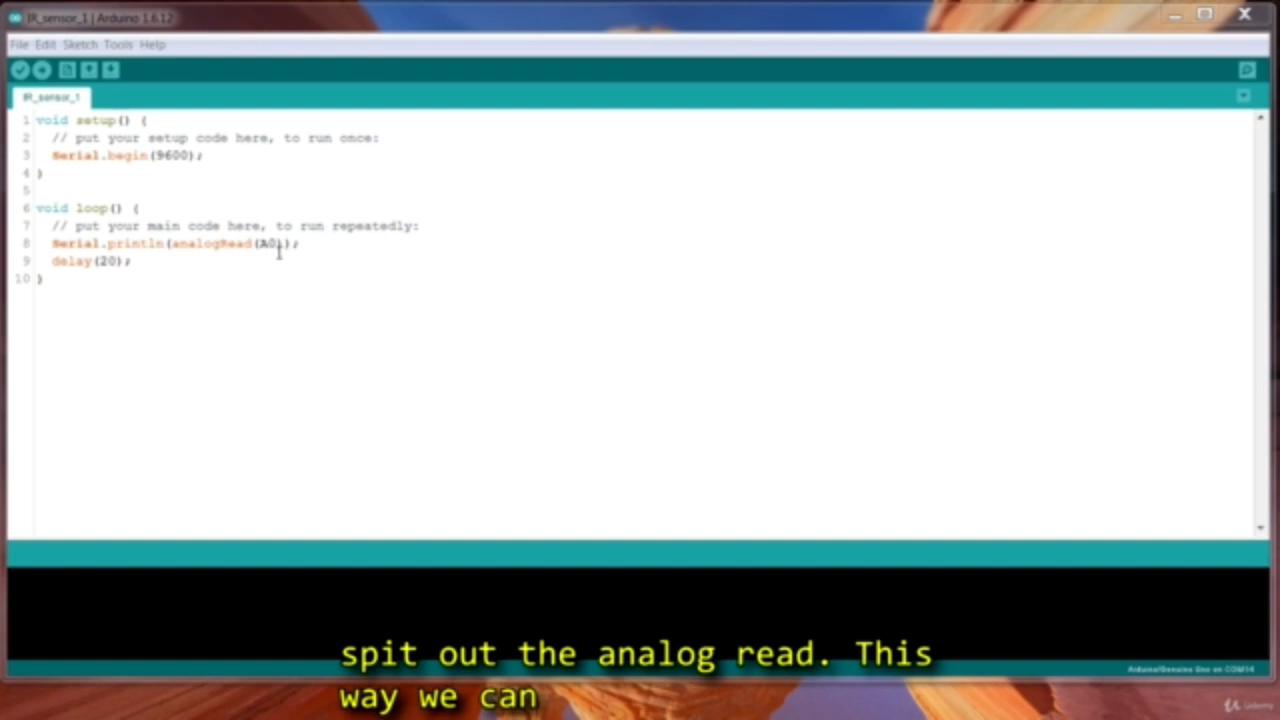 IR_sensor_1 | Arduino 1.6.12
File Edit Sketch Tools Help
IR_sensor_1
1 void setup() {
2 // put your setup code here, to run once:
3 Serial.begin(9600);
4 }
5
6 void loop() {
7 // put your main code here, to run repeatedly:
8 Serial.println(analogRead(A0));
9 delay(20);
10 }
spit out the analog read. This
way we can
Arduino/Genuino Uno on COM14
Udemy